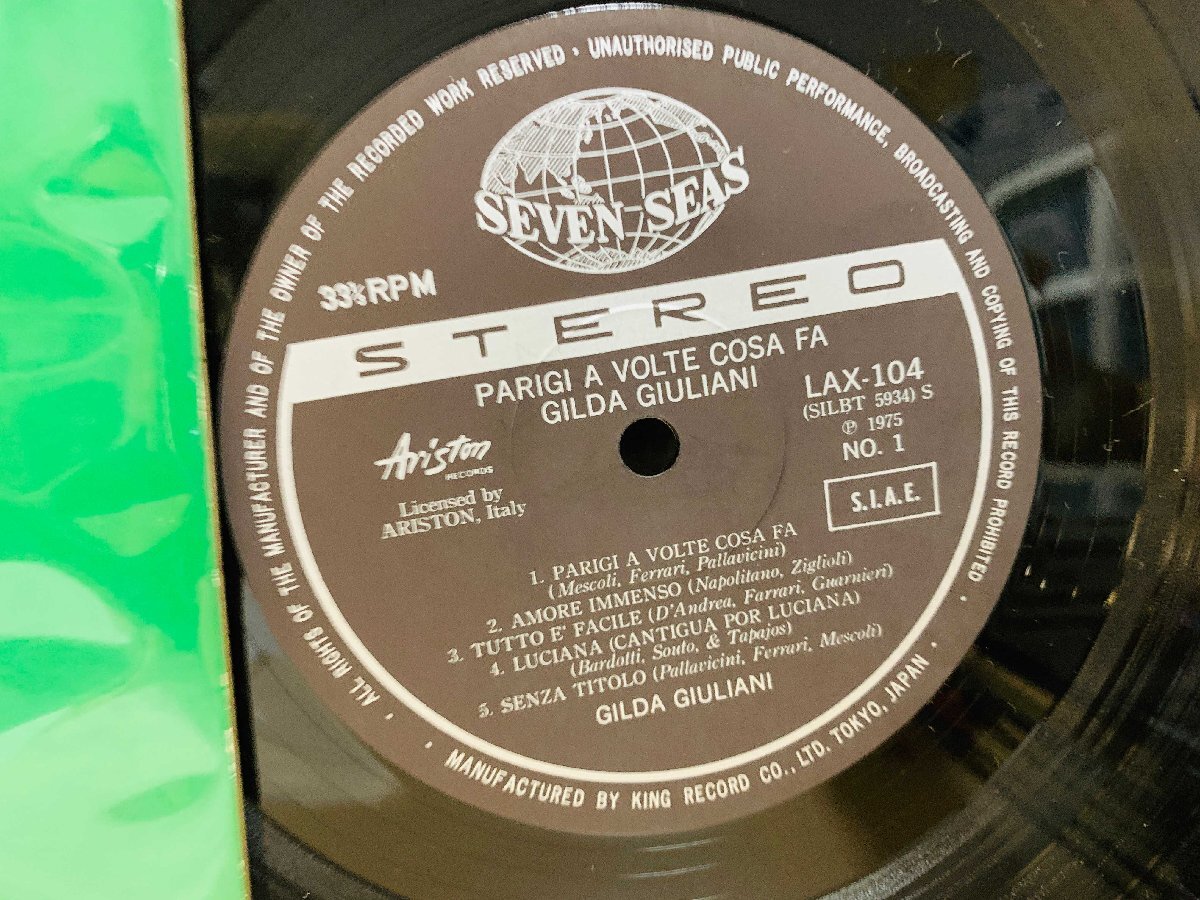 ALL RIGHTS OF THE MANUFACTURER AND OF THE OWNER OF THE RECORDED WORK RESERVED • UNAUTHORISED PUBLIC PERFORMANCE, BROADCASTING AND COPYING OF THIS RECORD PROHIBITED •
SEVEN SEAS
33⅓RPM
STEREO
PARIGI A VOLTE COSA FA
GILDA GIULIANI
LAX-104
(SILBT 5934) S
℗ 1975
NO. 1
Ariston
RECORDS
Licensed by
ARISTON, Italy
S.I.A.E.
1. PARIGI A VOLTE COSA FA
(Mescoli, Ferrari, Pallavicini)
2. AMORE IMMENSO (Napolitano, Ziglioli)
3. TUTTO E' FACILE (D'Andrea, Farrari, Guarnieri)
4. LUCIANA (CANTIGUA POR LUCIANA)
(Bardotti, Souto, & Tapajos)
5. SENZA TITOLO (Pallavicini, Ferrari, Mescoli)
GILDA GIULIANI
• MANUFACTURED BY KING RECORD CO., LTD. TOKYO, JAPAN •